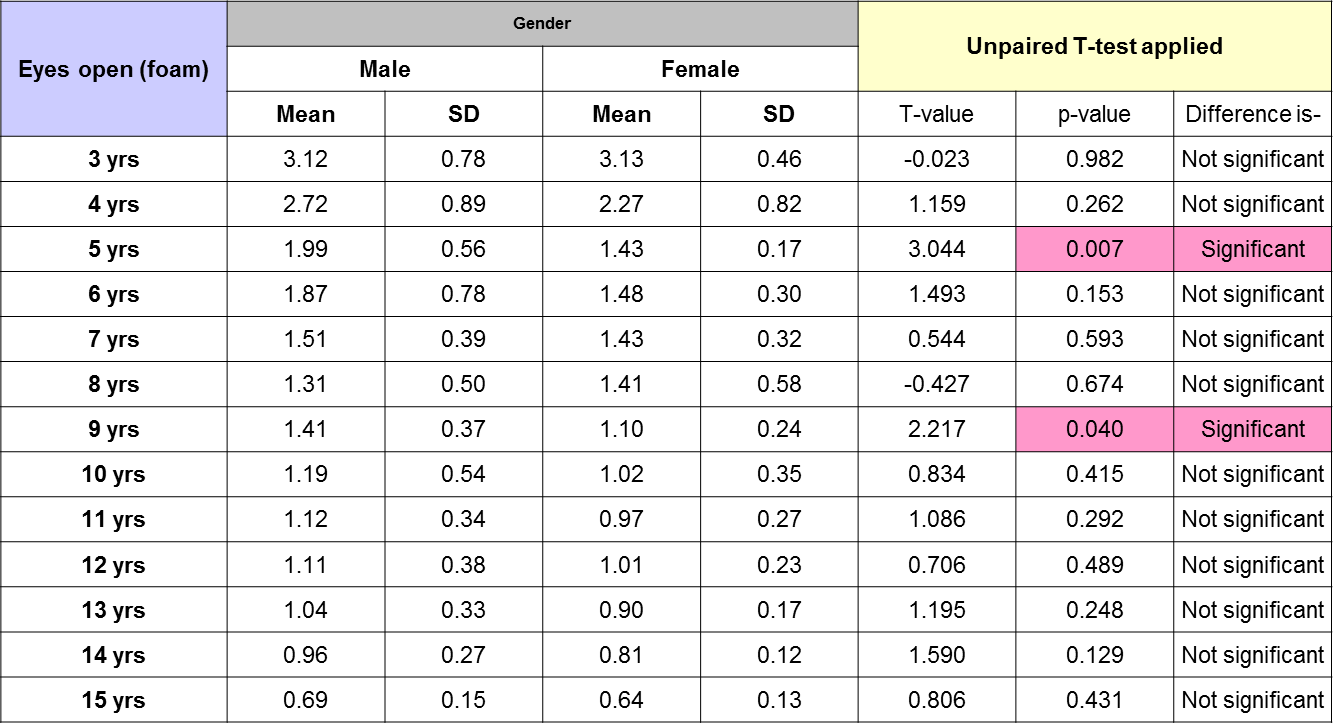 Gender
Eyes open (foam) Unpaired T-test applied
Male Female
Mean SD Mean SD T-value p-value Difference is-
3 yrs 3.12 0.78 3.13 0.46 -0.023 0.982 Not significant
4 yrs 2.72 0.89 2.27 0.82 1.159 0.262 Not significant
5 yrs 1.99 0.56 1.43 0.17 3.044 0.007 Significant
6 yrs 1.87 0.78 1.48 0.30 1.493 0.153 Not significant
7 yrs 1.51 0.39 1.43 0.32 0.544 0.593 Not significant
8 yrs 1.31 0.50 1.41 0.58 -0.427 0.674 Not significant
9 yrs 1.41 0.37 1.10 0.24 2.217 0.040 Significant
10 yrs 1.19 0.54 1.02 0.35 0.834 0.415 Not significant
11 yrs 1.12 0.34 0.97 0.27 1.086 0.292 Not significant
12 yrs 1.11 0.38 1.01 0.23 0.706 0.489 Not significant
13 yrs 1.04 0.33 0.90 0.17 1.195 0.248 Not significant
14 yrs 0.96 0.27 0.81 0.12 1.590 0.129 Not significant
15 yrs 0.69 0.15 0.64 0.13 0.806 0.431 Not significant